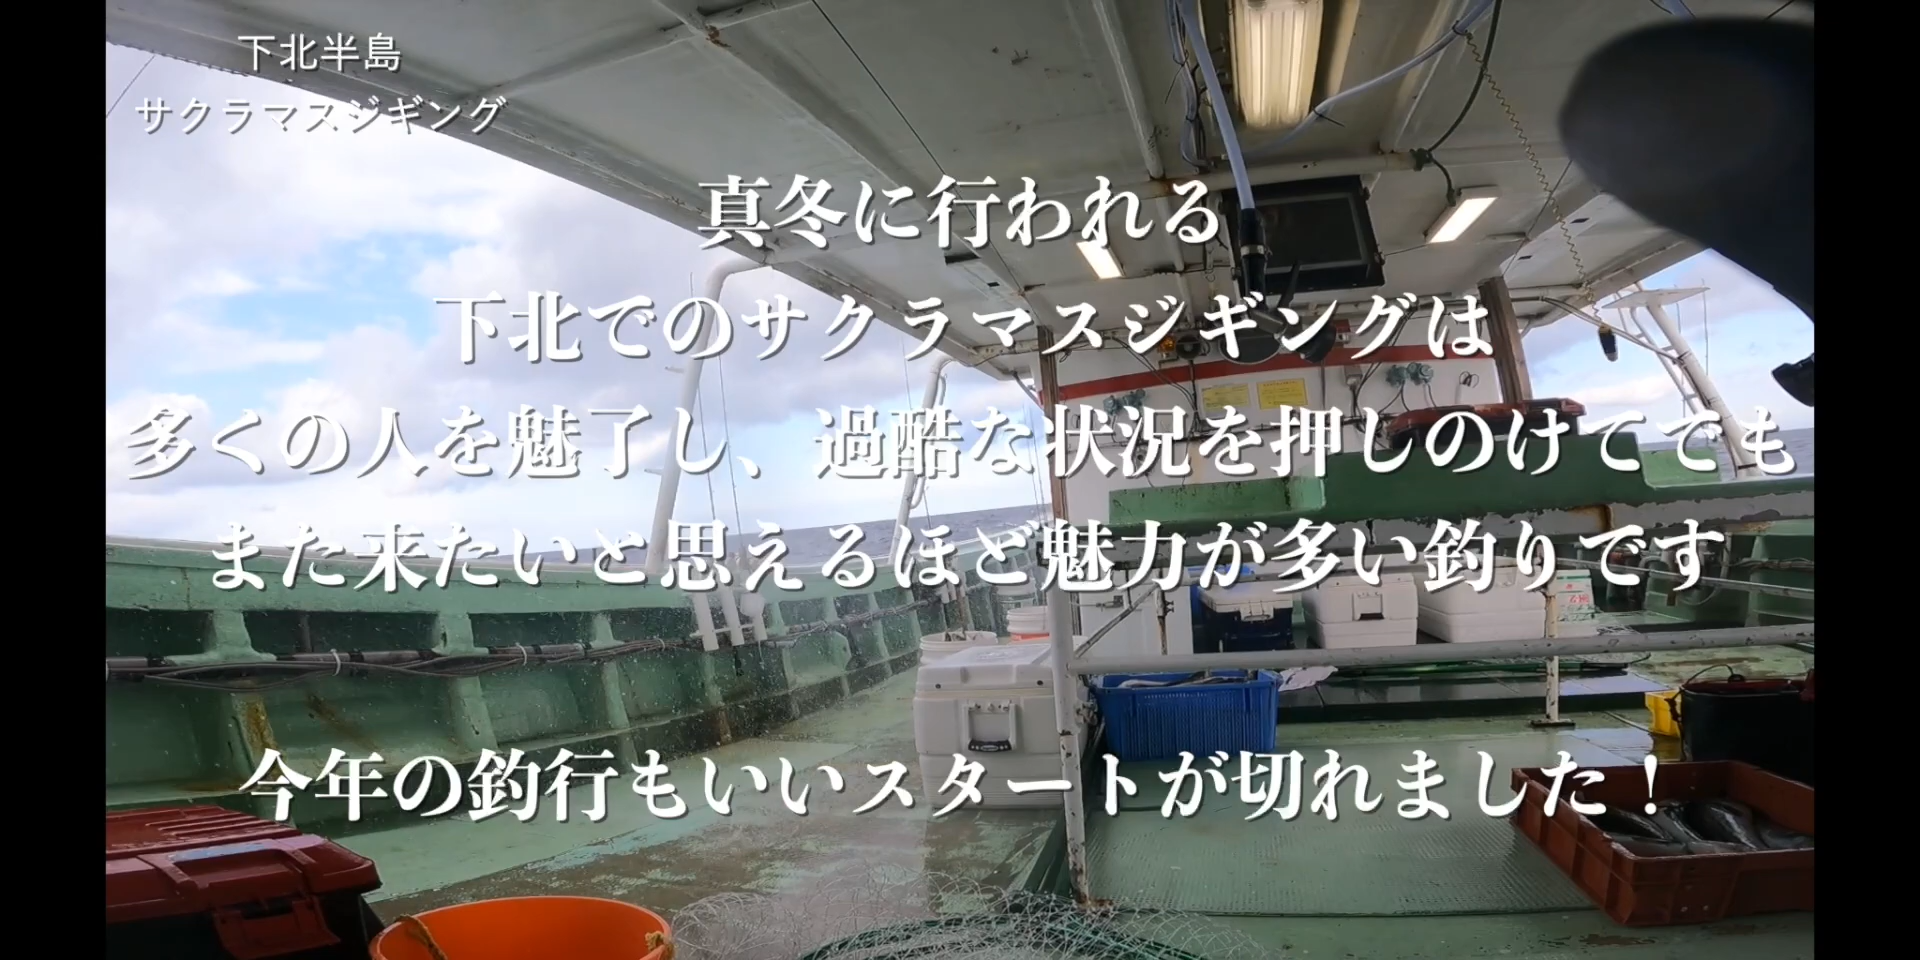 下北半島
サクラマスジギング
真冬に行われる
下北でのサクラマスジギングは
多くの人を魅了し、過酷な状況を押しのけてでも
また来たいと思えるほど魅力が多い釣りです
今年の釣行もいいスタートが切れました！